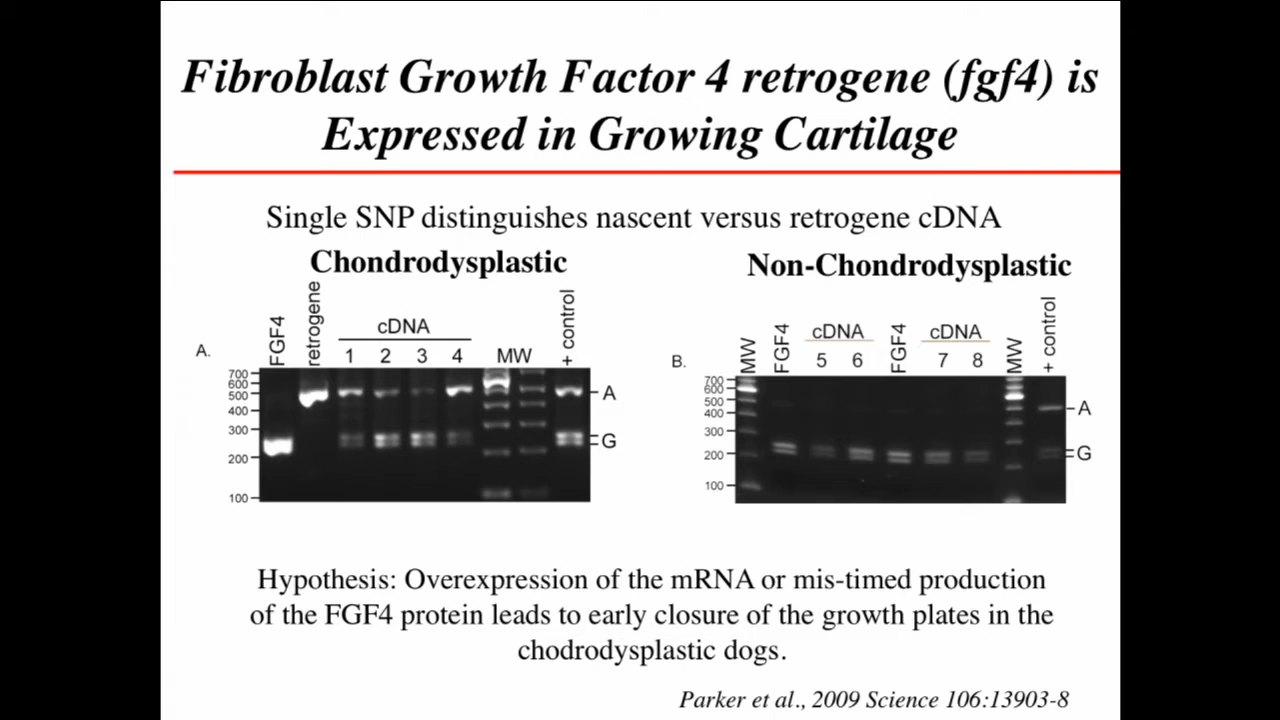 Fibroblast Growth Factor 4 retrogene (fgf4) is
Expressed in Growing Cartilage
Single SNP distinguishes nascent versus retrogene cDNA
Chondrodysplastic
Non-Chondrodysplastic
A.
FGF4
retrogene
cDNA
1 2 3 4
MW
+ control
700
600
500
400
300
200
100
A
G
B.
MW
FGF4
cDNA
5 6
FGF4
cDNA
7 8
MW
+ control
700
600
500
400
300
200
100
A
G
Hypothesis: Overexpression of the mRNA or mis-timed production
of the FGF4 protein leads to early closure of the growth plates in the
chodrodysplastic dogs.
Parker et al., 2009 Science 106:13903-8